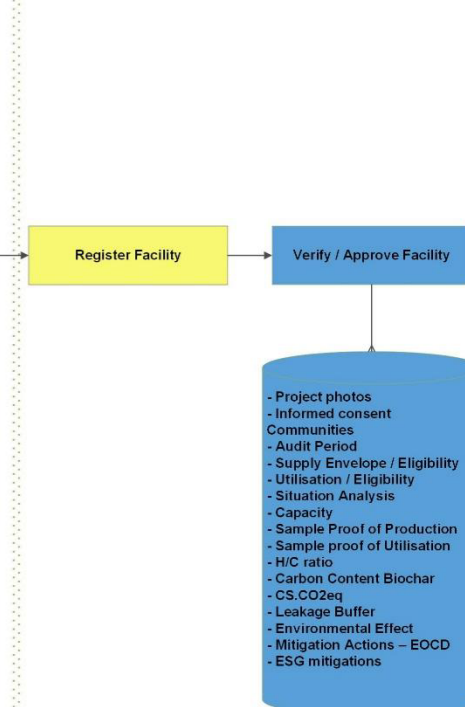 Register Facility
Verify / Approve Facility
- Project photos
- Informed consent
Communities
- Audit Period
- Supply Envelope / Eligibility
- Utilisation / Eligibility
- Situation Analysis
- Capacity
- Sample Proof of Production
- Sample proof of Utilisation
- H/C ratio
- Carbon Content Biochar
- CS.CO2eq
- Leakage Buffer
- Environmental Effect
- Mitigation Actions – EOCD
- ESG mitigations